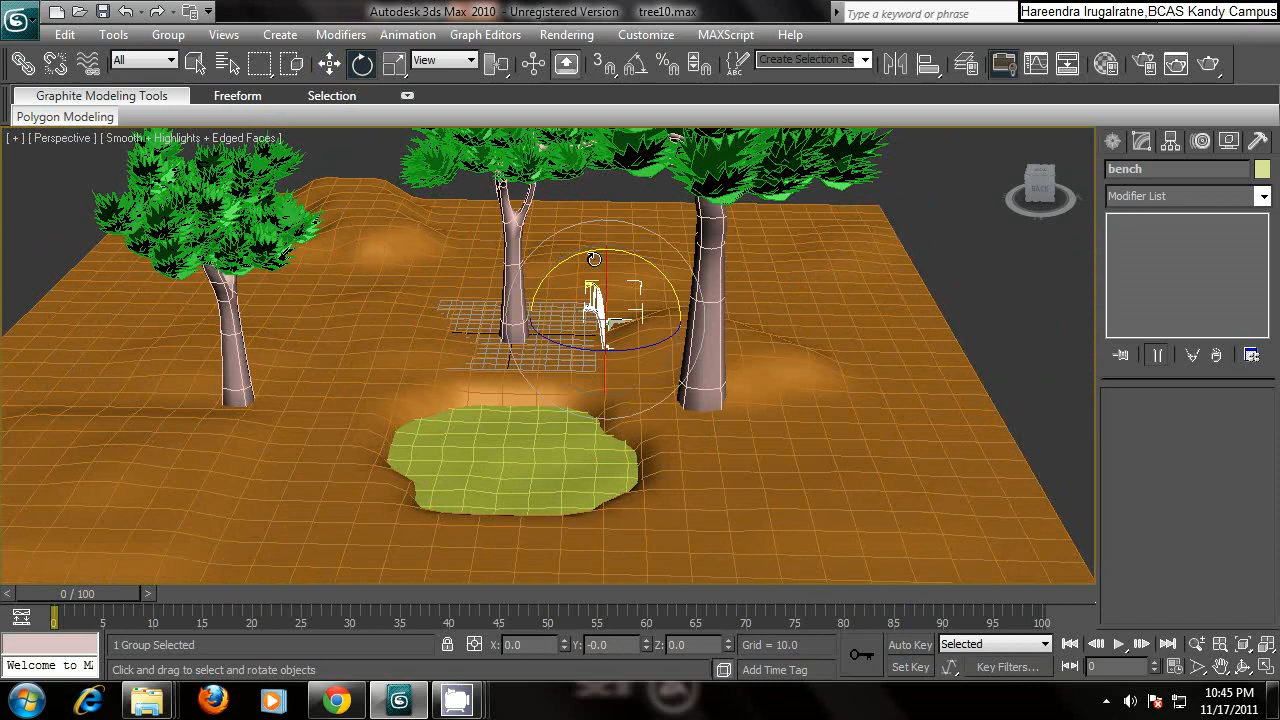 Autodesk 3ds Max 2010 - Unregistered Version tree10.max
Type a keyword or phrase
Hareendra Irugalratne,BCAS Kandy Campus
Edit Tools Group Views Create Modifiers Animation Graph Editors Rendering Customize MAXScript Help
All View Create Selection Se
Graphite Modeling Tools Freeform Selection
Polygon Modeling
[ + ] [ Perspective ] [ Smooth + Highlights + Edged Faces ]
BACK
bench
Modifier List
< 0 / 100 >
0 5 10 15 20 25 30 35 40 45 50 55 60 65 70 75 80 85 90 95 100
1 Group Selected X: 0.0 Y: -0.0 Z: 0.0 Grid = 10.0 Auto Key Selected
Welcome to MA Click and drag to select and rotate objects Add Time Tag Set Key Key Filters... 0
10:45 PM
11/17/2011